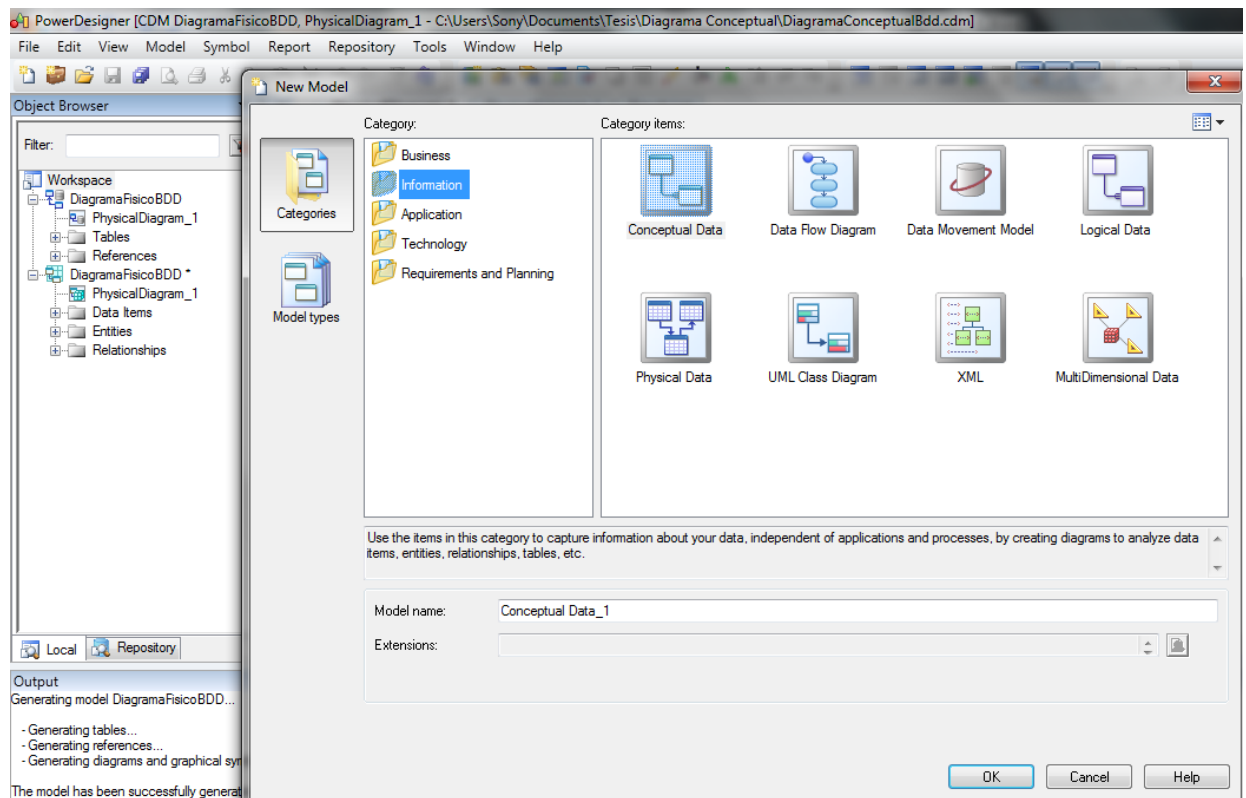 PowerDesigner [CDM DiagramaFisicoBDD, PhysicalDiagram_1 - C:\Users\Sony\Documents\Tesis\Diagrama Conceptual\DiagramaConceptualBdd.cdm]
File Edit View Model Symbol Report Repository Tools Window Help
New Model
Object Browser
Filter:
Workspace
DiagramaFisicoBDD
PhysicalDiagram_1
Tables
References
DiagramaFisicoBDD *
PhysicalDiagram_1
Data Items
Entities
Relationships
Local Repository
Output
Generating model DiagramaFisicoBDD...
- Generating tables...
- Generating references...
- Generating diagrams and graphical
The model has been successfully
Categories
Model types
Category:
Business
Information
Application
Technology
Requirements and Planning
Category items:
Conceptual Data Data Flow Diagram Data Movement Model Logical Data
Physical Data UML Class Diagram XML MultiDimensional Data
Use the items in this category to capture information about your data, independent of applications and processes, by creating diagrams to analyze data
items, entities, relationships, tables, etc.
Model name: Conceptual Data_1
Extensions:
OK Cancel Help